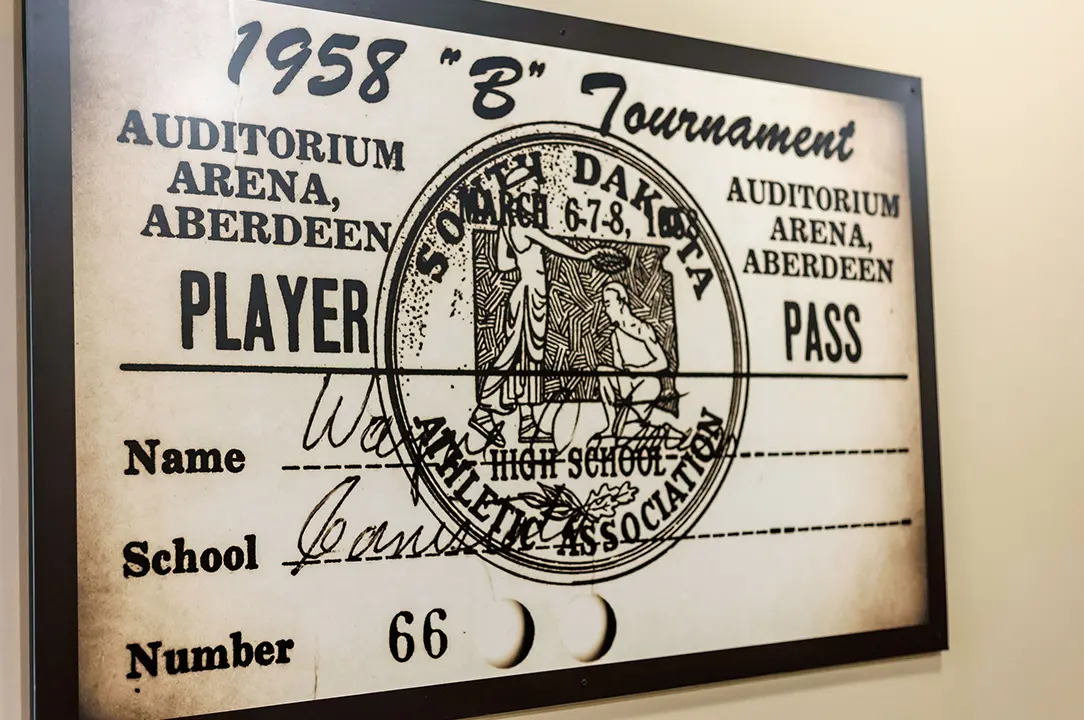 1958 "B" Tournament
AUDITORIUM
ARENA,
ABERDEEN
PLAYER
SOUTH DAKOTA
MARCH 6-7-8, 1958
HIGH SCHOOL
ATHLETIC ASSOCIATION
AUDITORIUM
ARENA,
ABERDEEN
PASS
Name
School
Number 66